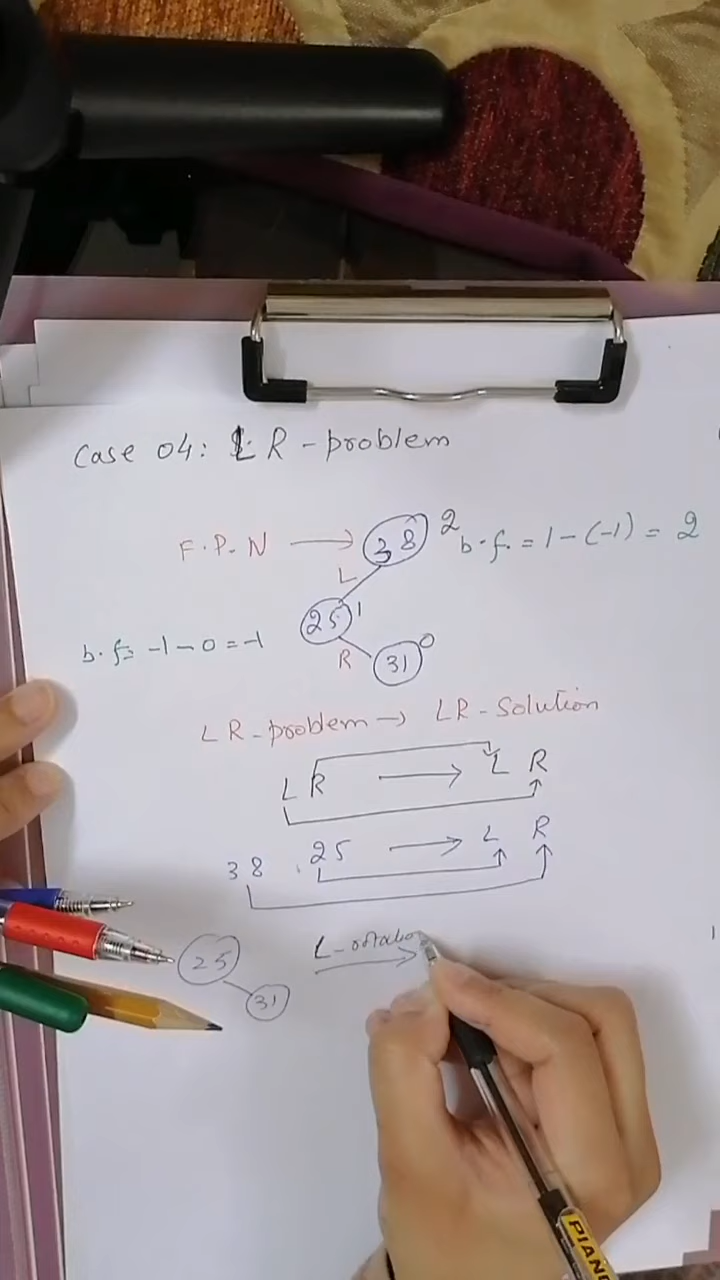 Case 04: LR - problem
F.P.N → 38 2 b.f. = 1 - (-1) = 2
L
25 1
b.f = -1 - 0 = -1
R 31 0
LR - problem → LR - Solution
L R → L R
38 . 25 → L R
25 L-rotation
31
PIANO